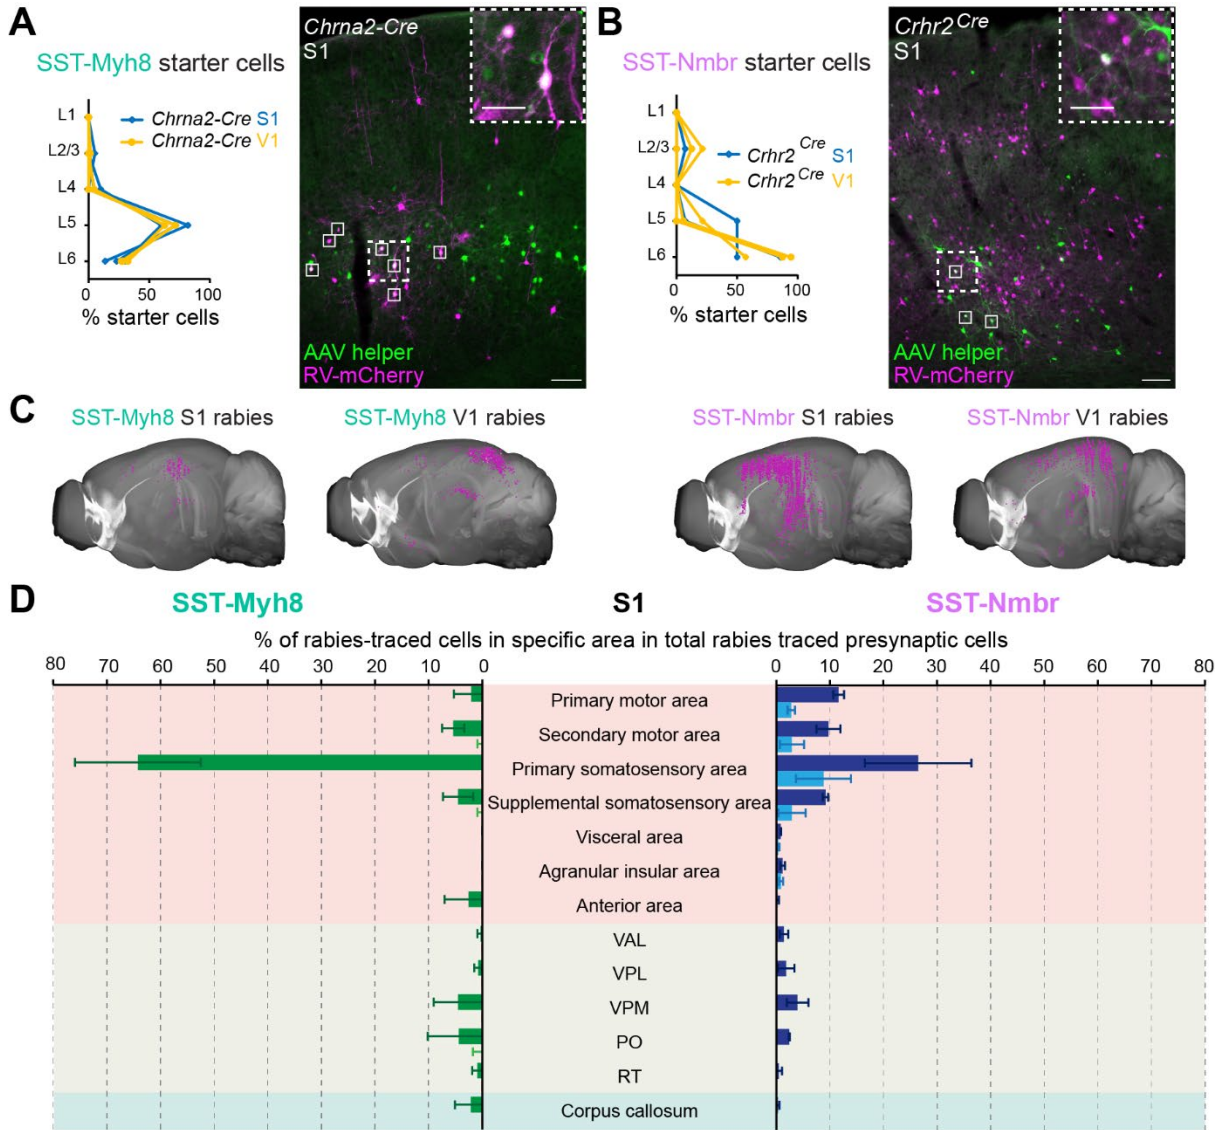 A
SST-Myh8 starter cells
L1
L2/3
L4
L5
L6
0 50 100
% starter cells
Chrna2-Cre S1
Chrna2-Cre V1
Chrna2-Cre
S1
AAV helper
RV-mCherry
B
SST-Nmbr starter cells
L1
L2/3
L4
L5
L6
0 50 100
% starter cells
Crhr2 Cre S1
Crhr2 Cre V1
Crhr2 Cre
S1
AAV helper
RV-mCherry
C
SST-Myh8 S1 rabies
SST-Myh8 V1 rabies
SST-Nmbr S1 rabies
SST-Nmbr V1 rabies
D
SST-Myh8 S1 SST-Nmbr
% of rabies-traced cells in specific area in total rabies traced presynaptic cells
80 70 60 50 40 30 20 10 0 0 10 20 30 40 50 60 70 80
Primary motor area
Secondary motor area
Primary somatosensory area
Supplemental somatosensory area
Visceral area
Agranular insular area
Anterior area
VAL
VPL
VPM
PO
RT
Corpus callosum